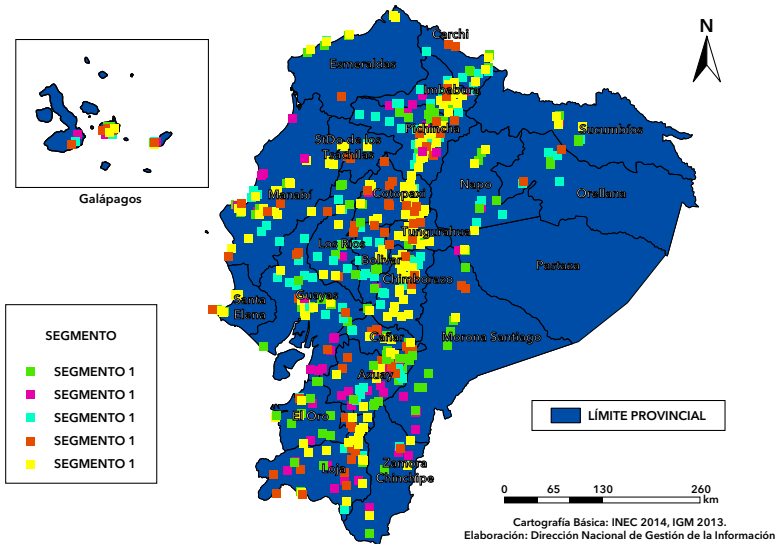 N
Carchi
Esmeraldas
Imbabura
Pichincha
Sucumbíos
StDo de los
Tsáchilas
Napo
Orellana
Manabí
Cotopaxi
Galápagos
Tungurahua
Los Ríos
Bolívar
Pastaza
Chimborazo
Guayas
Santa
Elena
Cañar
Morona Santiago
Azuay
El Oro
Loja
Zamora
Chinchipe
SEGMENTO
SEGMENTO 1
SEGMENTO 1
SEGMENTO 1
SEGMENTO 1
SEGMENTO 1
LÍMITE PROVINCIAL
0 65 130 260
km
Cartografía Básica: INEC 2014, IGM 2013.
Elaboración: Dirección Nacional de Gestión de la Información